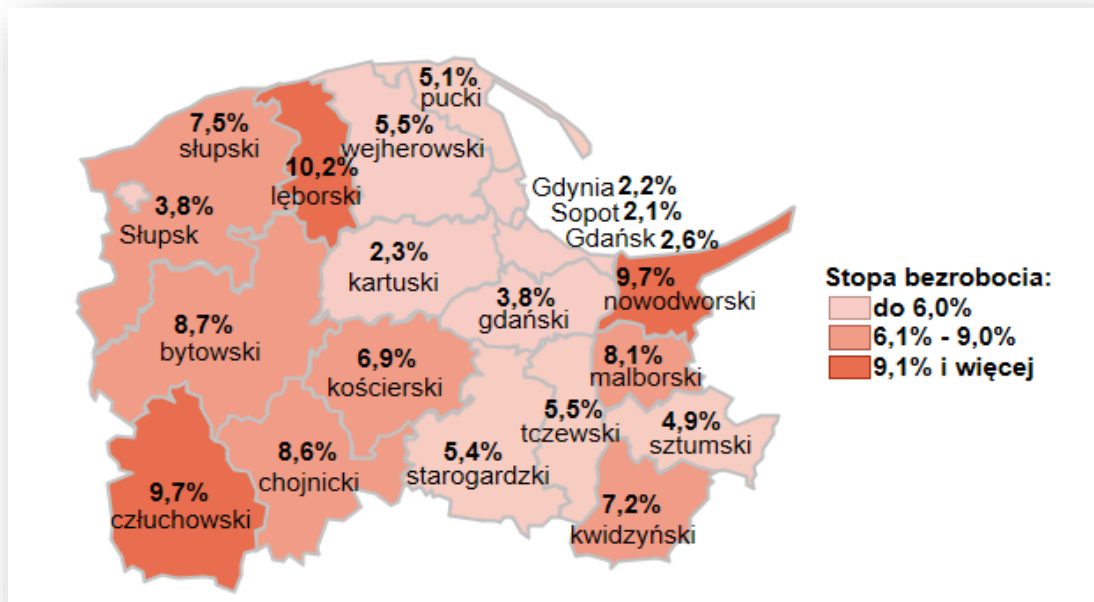 5,1%
pucki
7,5%
słupski
5,5%
wejherowski
10,2%
lęborski
Gdynia 2,2%
Sopot 2,1%
Gdańsk 2,6%
3,8%
Słupsk
2,3%
kartuski
9,7%
nowodworski
3,8%
gdański
8,7%
bytowski
6,9%
kościerski
8,1%
malborski
5,5%
tczewski
4,9%
sztumski
8,6%
chojnicki
5,4%
starogardzki
9,7%
człuchowski
7,2%
kwidzyński
Stopa bezrobocia:
do 6,0%
6,1% - 9,0%
9,1% i więcej